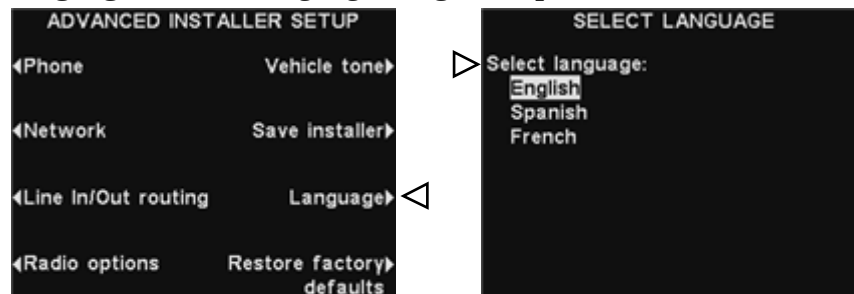 ADVANCED INSTALLER SETUP
Phone
Vehicle tone
Network
Save installer
Line In/Out routing
Language
Radio options
Restore factory
defaults
SELECT LANGUAGE
Select language:
English
Spanish
French